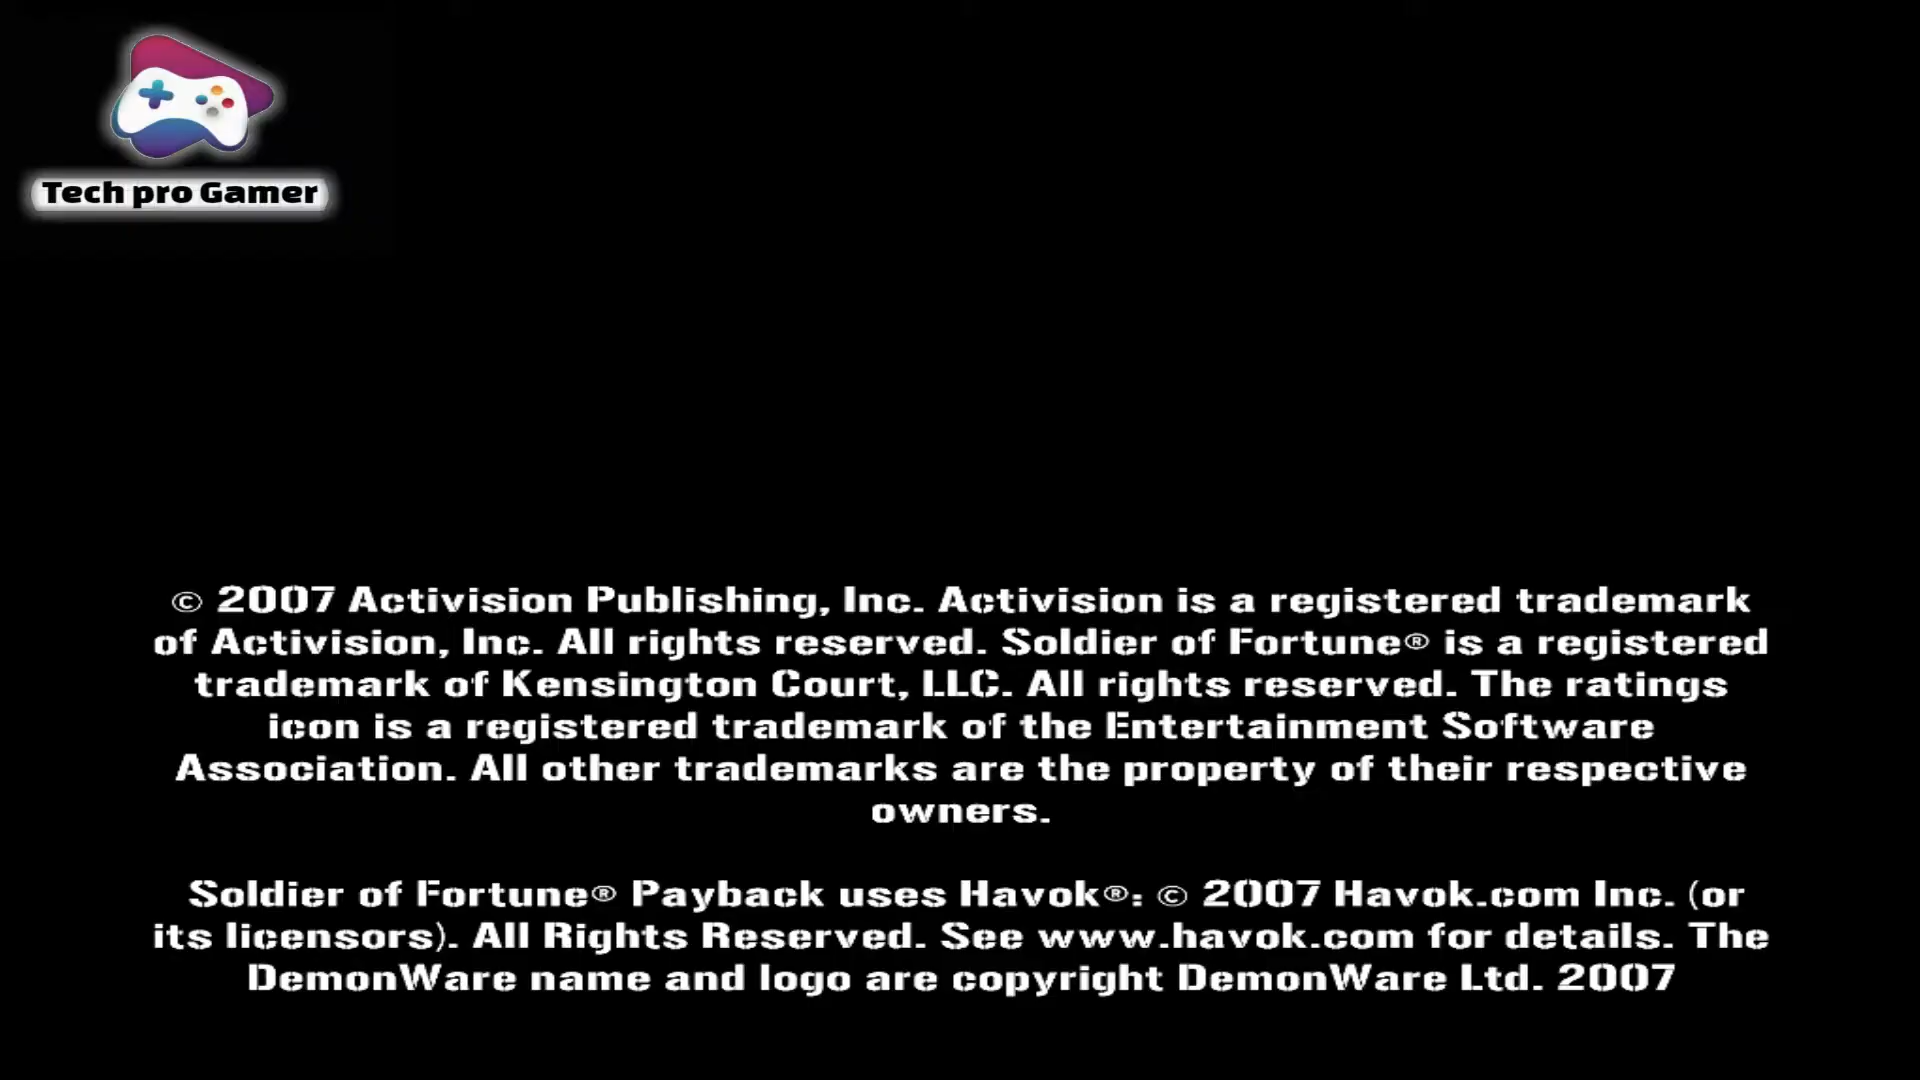 Tech pro Gamer
© 2007 Activision Publishing, Inc. Activision is a registered trademark
of Activision, Inc. All rights reserved. Soldier of Fortune® is a registered
trademark of Kensington Court, LLC. All rights reserved. The ratings
icon is a registered trademark of the Entertainment Software
Association. All other trademarks are the property of their respective
owners.
Soldier of Fortune® Payback uses Havok®: © 2007 Havok.com Inc. (or
its licensors). All Rights Reserved. See www.havok.com for details. The
DemonWare name and logo are copyright DemonWare Ltd. 2007